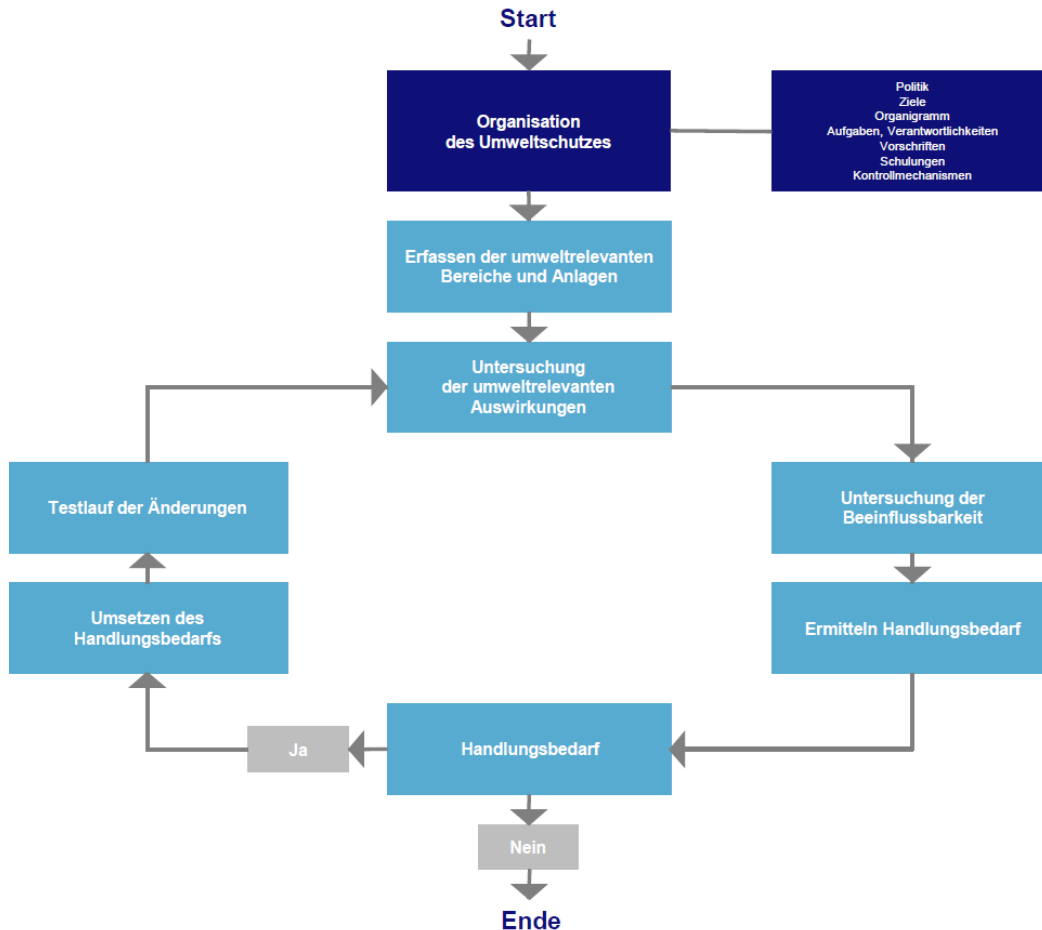 Start
Organisation
des Umweltschutzes
Politik
Ziele
Organigramm
Aufgaben, Verantwortlichkeiten
Vorschriften
Schulungen
Kontrollmechanismen
Erfassen der umweltrelevanten
Bereiche und Anlagen
Untersuchung
der umweltrelevanten
Auswirkungen
Testlauf der Änderungen
Untersuchung der
Beeinflussbarkeit
Umsetzen des
Handlungsbedarfs
Ermitteln Handlungsbedarf
Ja
Handlungsbedarf
Nein
Ende